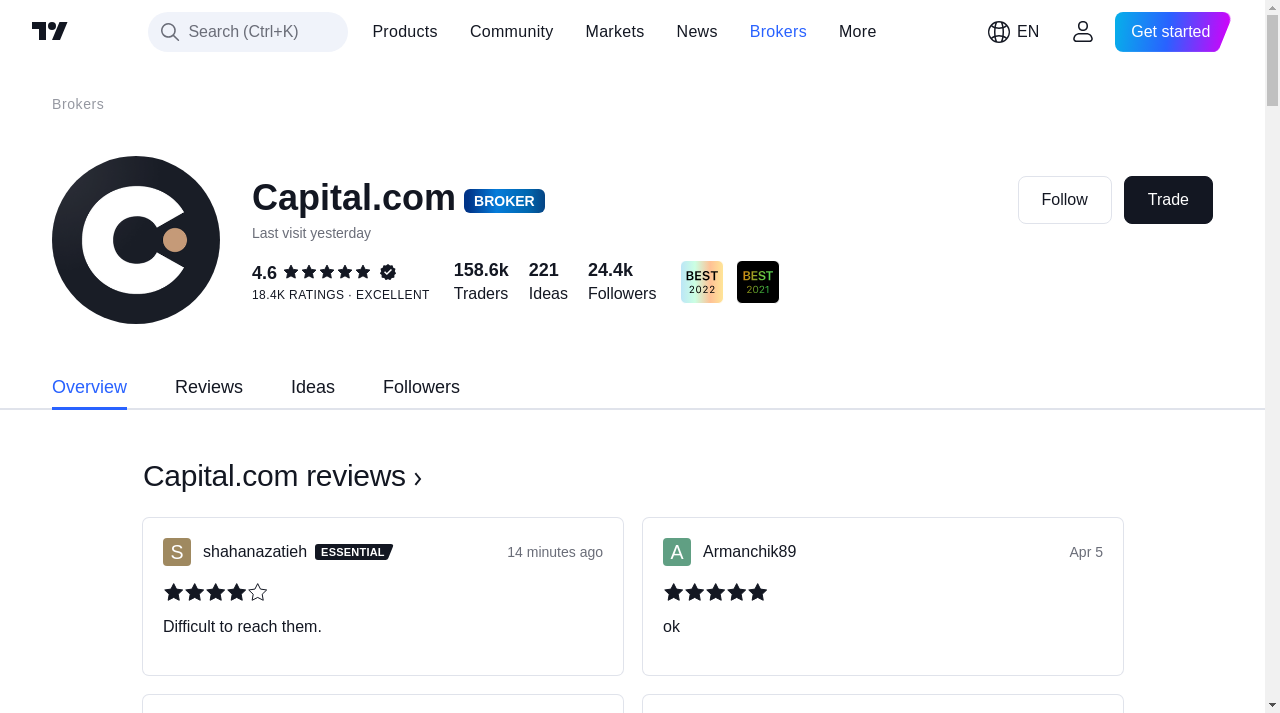 Search (Ctrl+K) Products Community Markets News Brokers More EN Get started
Brokers
Capital.com BROKER
Last visit yesterday
Follow Trade
4.6 158.6k 221 24.4k
18.4K RATINGS · EXCELLENT Traders Ideas Followers
BEST BEST
2022 2021
Overview Reviews Ideas Followers
Capital.com reviews ›
S shahanazatieh ESSENTIAL 14 minutes ago
Difficult to reach them.
A Armanchik89 Apr 5
ok